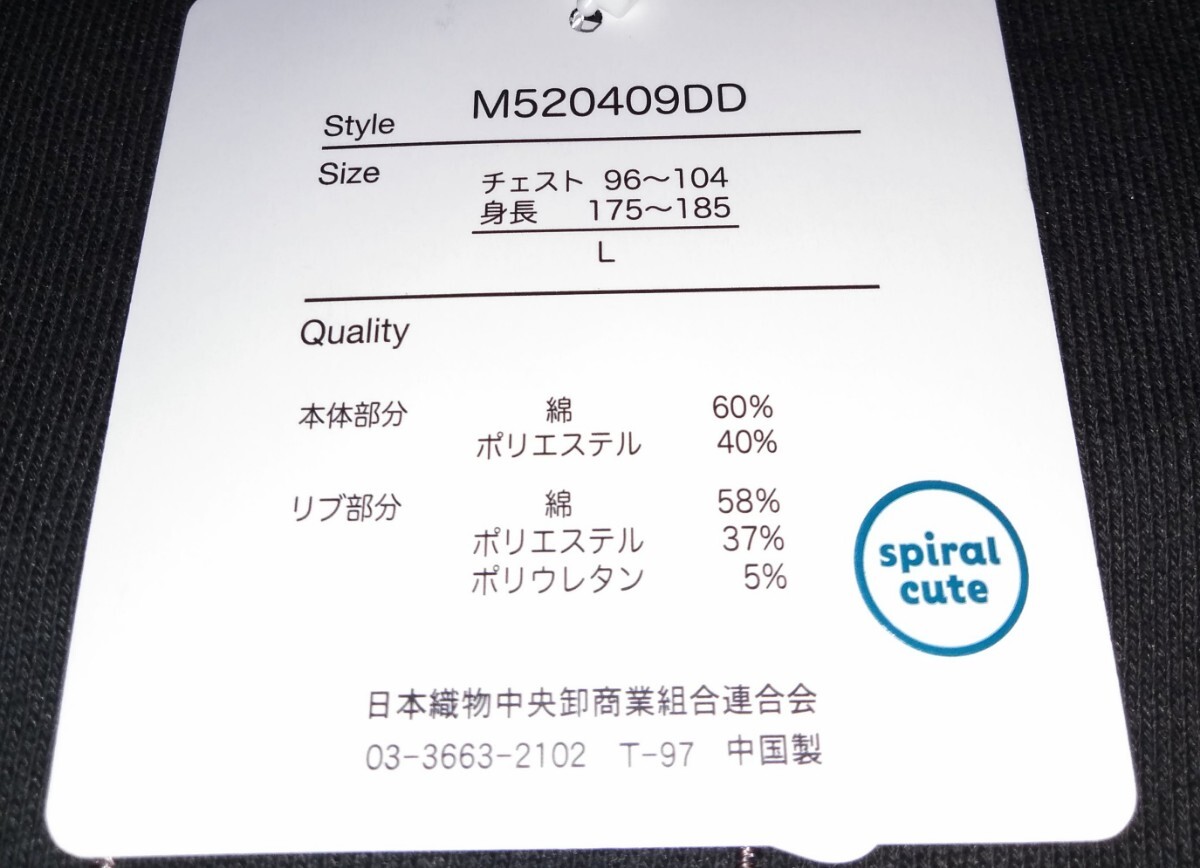 Style M520409DD
Size
チェスト 96～104
身長 175～185
L
Quality
本体部分 綿 60%
ポリエステル 40%
リブ部分 綿 58%
ポリエステル 37%
ポリウレタン 5%
spiral
cute
日本織物中央卸商業組合連合会
03-3663-2102 T-97 中国製